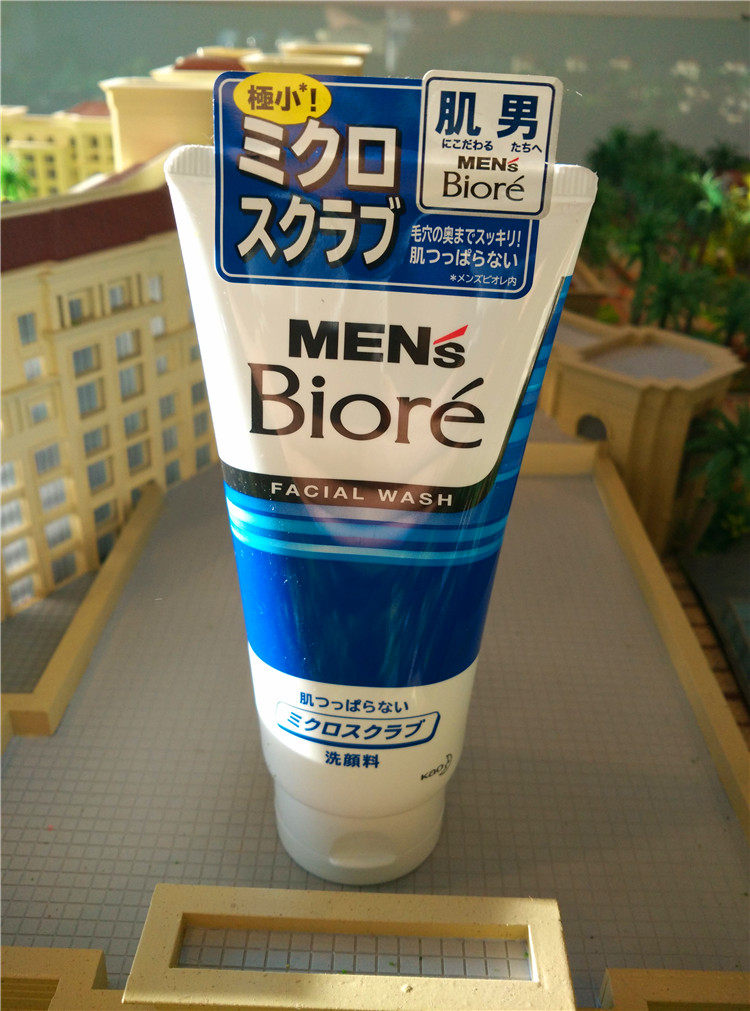 極小*!
ミクロ
スクラブ
肌 男
にこだわる たちへ
MEN's
Bioré
毛穴の奥までスッキリ!
肌つっぱらない
*メンズビオレ内
MEN's
Bioré
FACIAL WASH
肌つっぱらない
ミクロスクラブ
洗顔料
Kao